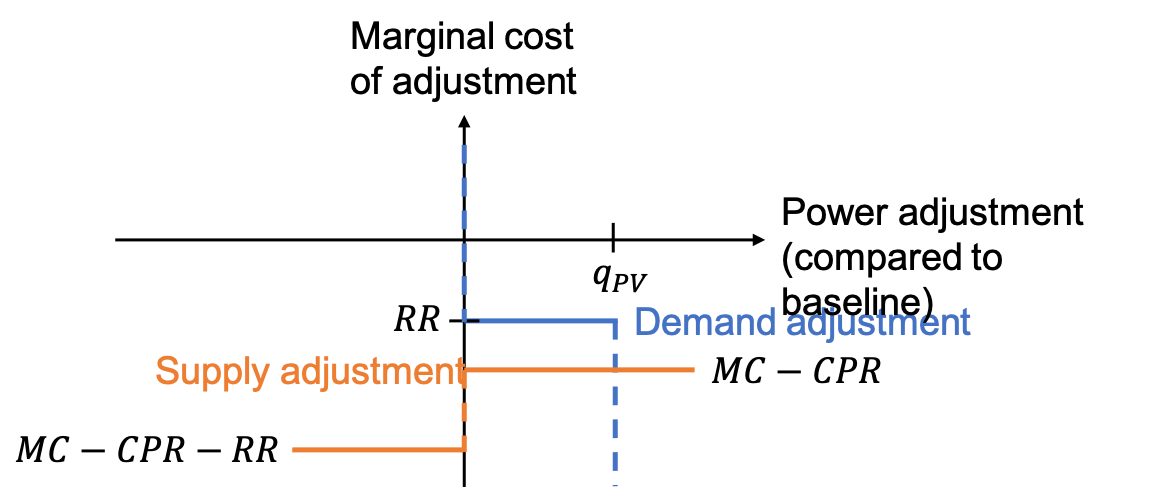 Marginal cost
of adjustment
Power adjustment
(compared to
baseline)
q_{PV}
RR
Demand adjustment
Supply adjustment
MC − CPR
MC − CPR − RR